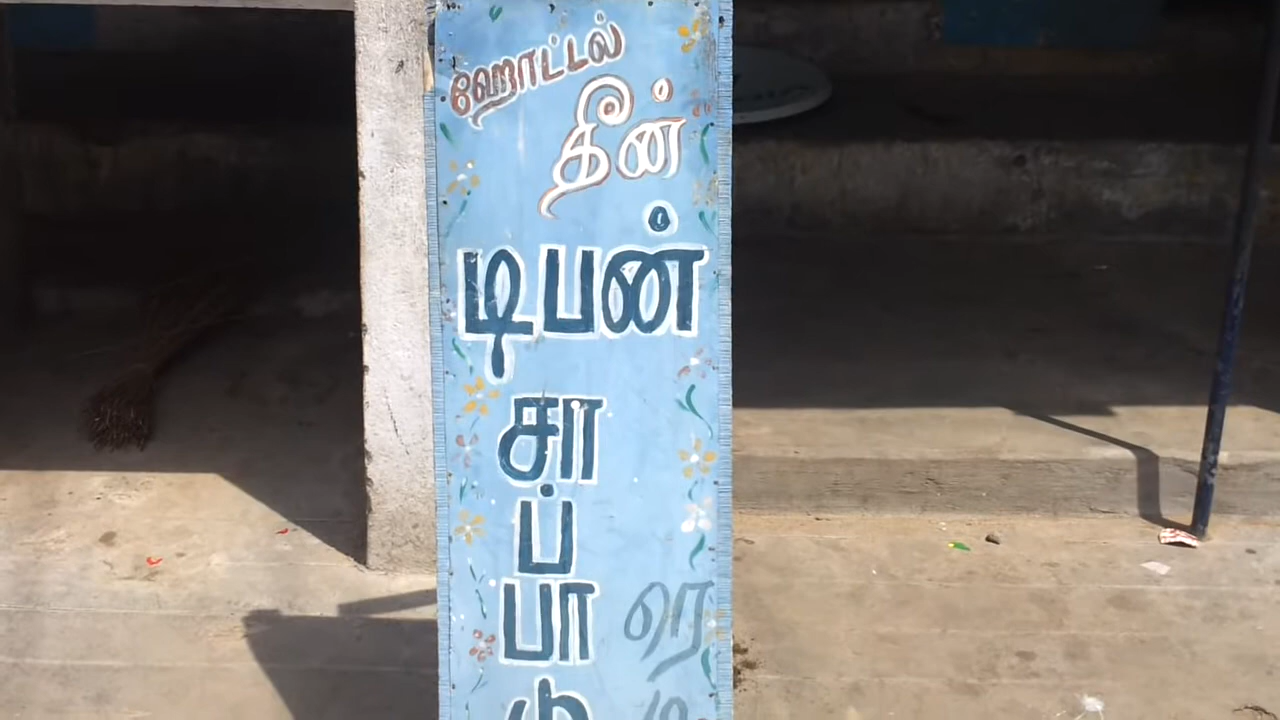 ஹோட்டல்
தீன்
டிபன்
சா
ப்
பா